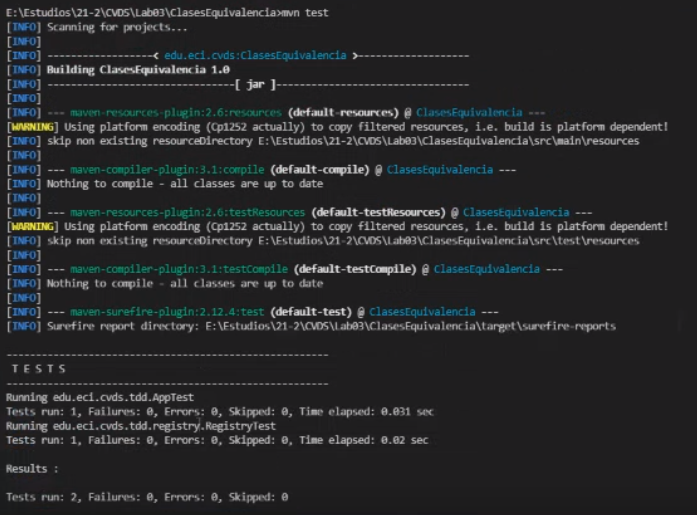 E:\Estudios\21-2\CVDS\Lab03\ClasesEquivalencia>mvn test
[INFO] Scanning for projects...
[INFO]
[INFO] ------------------< edu.eci.cvds:ClasesEquivalencia >-------------------
[INFO] Building ClasesEquivalencia 1.0
[INFO] --------------------------------[ jar ]---------------------------------
[INFO]
[INFO] --- maven-resources-plugin:2.6:resources (default-resources) @ ClasesEquivalencia ---
[WARNING] Using platform encoding (Cp1252 actually) to copy filtered resources, i.e. build is platform dependent!
[INFO] skip non existing resourceDirectory E:\Estudios\21-2\CVDS\Lab03\ClasesEquivalencia\src\main\resources
[INFO]
[INFO] --- maven-compiler-plugin:3.1:compile (default-compile) @ ClasesEquivalencia ---
[INFO] Nothing to compile - all classes are up to date
[INFO]
[INFO] --- maven-resources-plugin:2.6:testResources (default-testResources) @ ClasesEquivalencia ---
[WARNING] Using platform encoding (Cp1252 actually) to copy filtered resources, i.e. build is platform dependent!
[INFO] skip non existing resourceDirectory E:\Estudios\21-2\CVDS\Lab03\ClasesEquivalencia\src\test\resources
[INFO]
[INFO] --- maven-compiler-plugin:3.1:testCompile (default-testCompile) @ ClasesEquivalencia ---
[INFO] Nothing to compile - all classes are up to date
[INFO]
[INFO] --- maven-surefire-plugin:2.12.4:test (default-test) @ ClasesEquivalencia ---
[INFO] Surefire report directory: E:\Estudios\21-2\CVDS\Lab03\ClasesEquivalencia\target\surefire-reports
-------------------------------------------------------
T E S T S
-------------------------------------------------------
Running edu.eci.cvds.tdd.AppTest
Tests run: 1, Failures: 0, Errors: 0, Skipped: 0, Time elapsed: 0.031 sec
Running edu.eci.cvds.tdd.registry.RegistryTest
Tests run: 1, Failures: 0, Errors: 0, Skipped: 0, Time elapsed: 0.02 sec
Results :
Tests run: 2, Failures: 0, Errors: 0, Skipped: 0